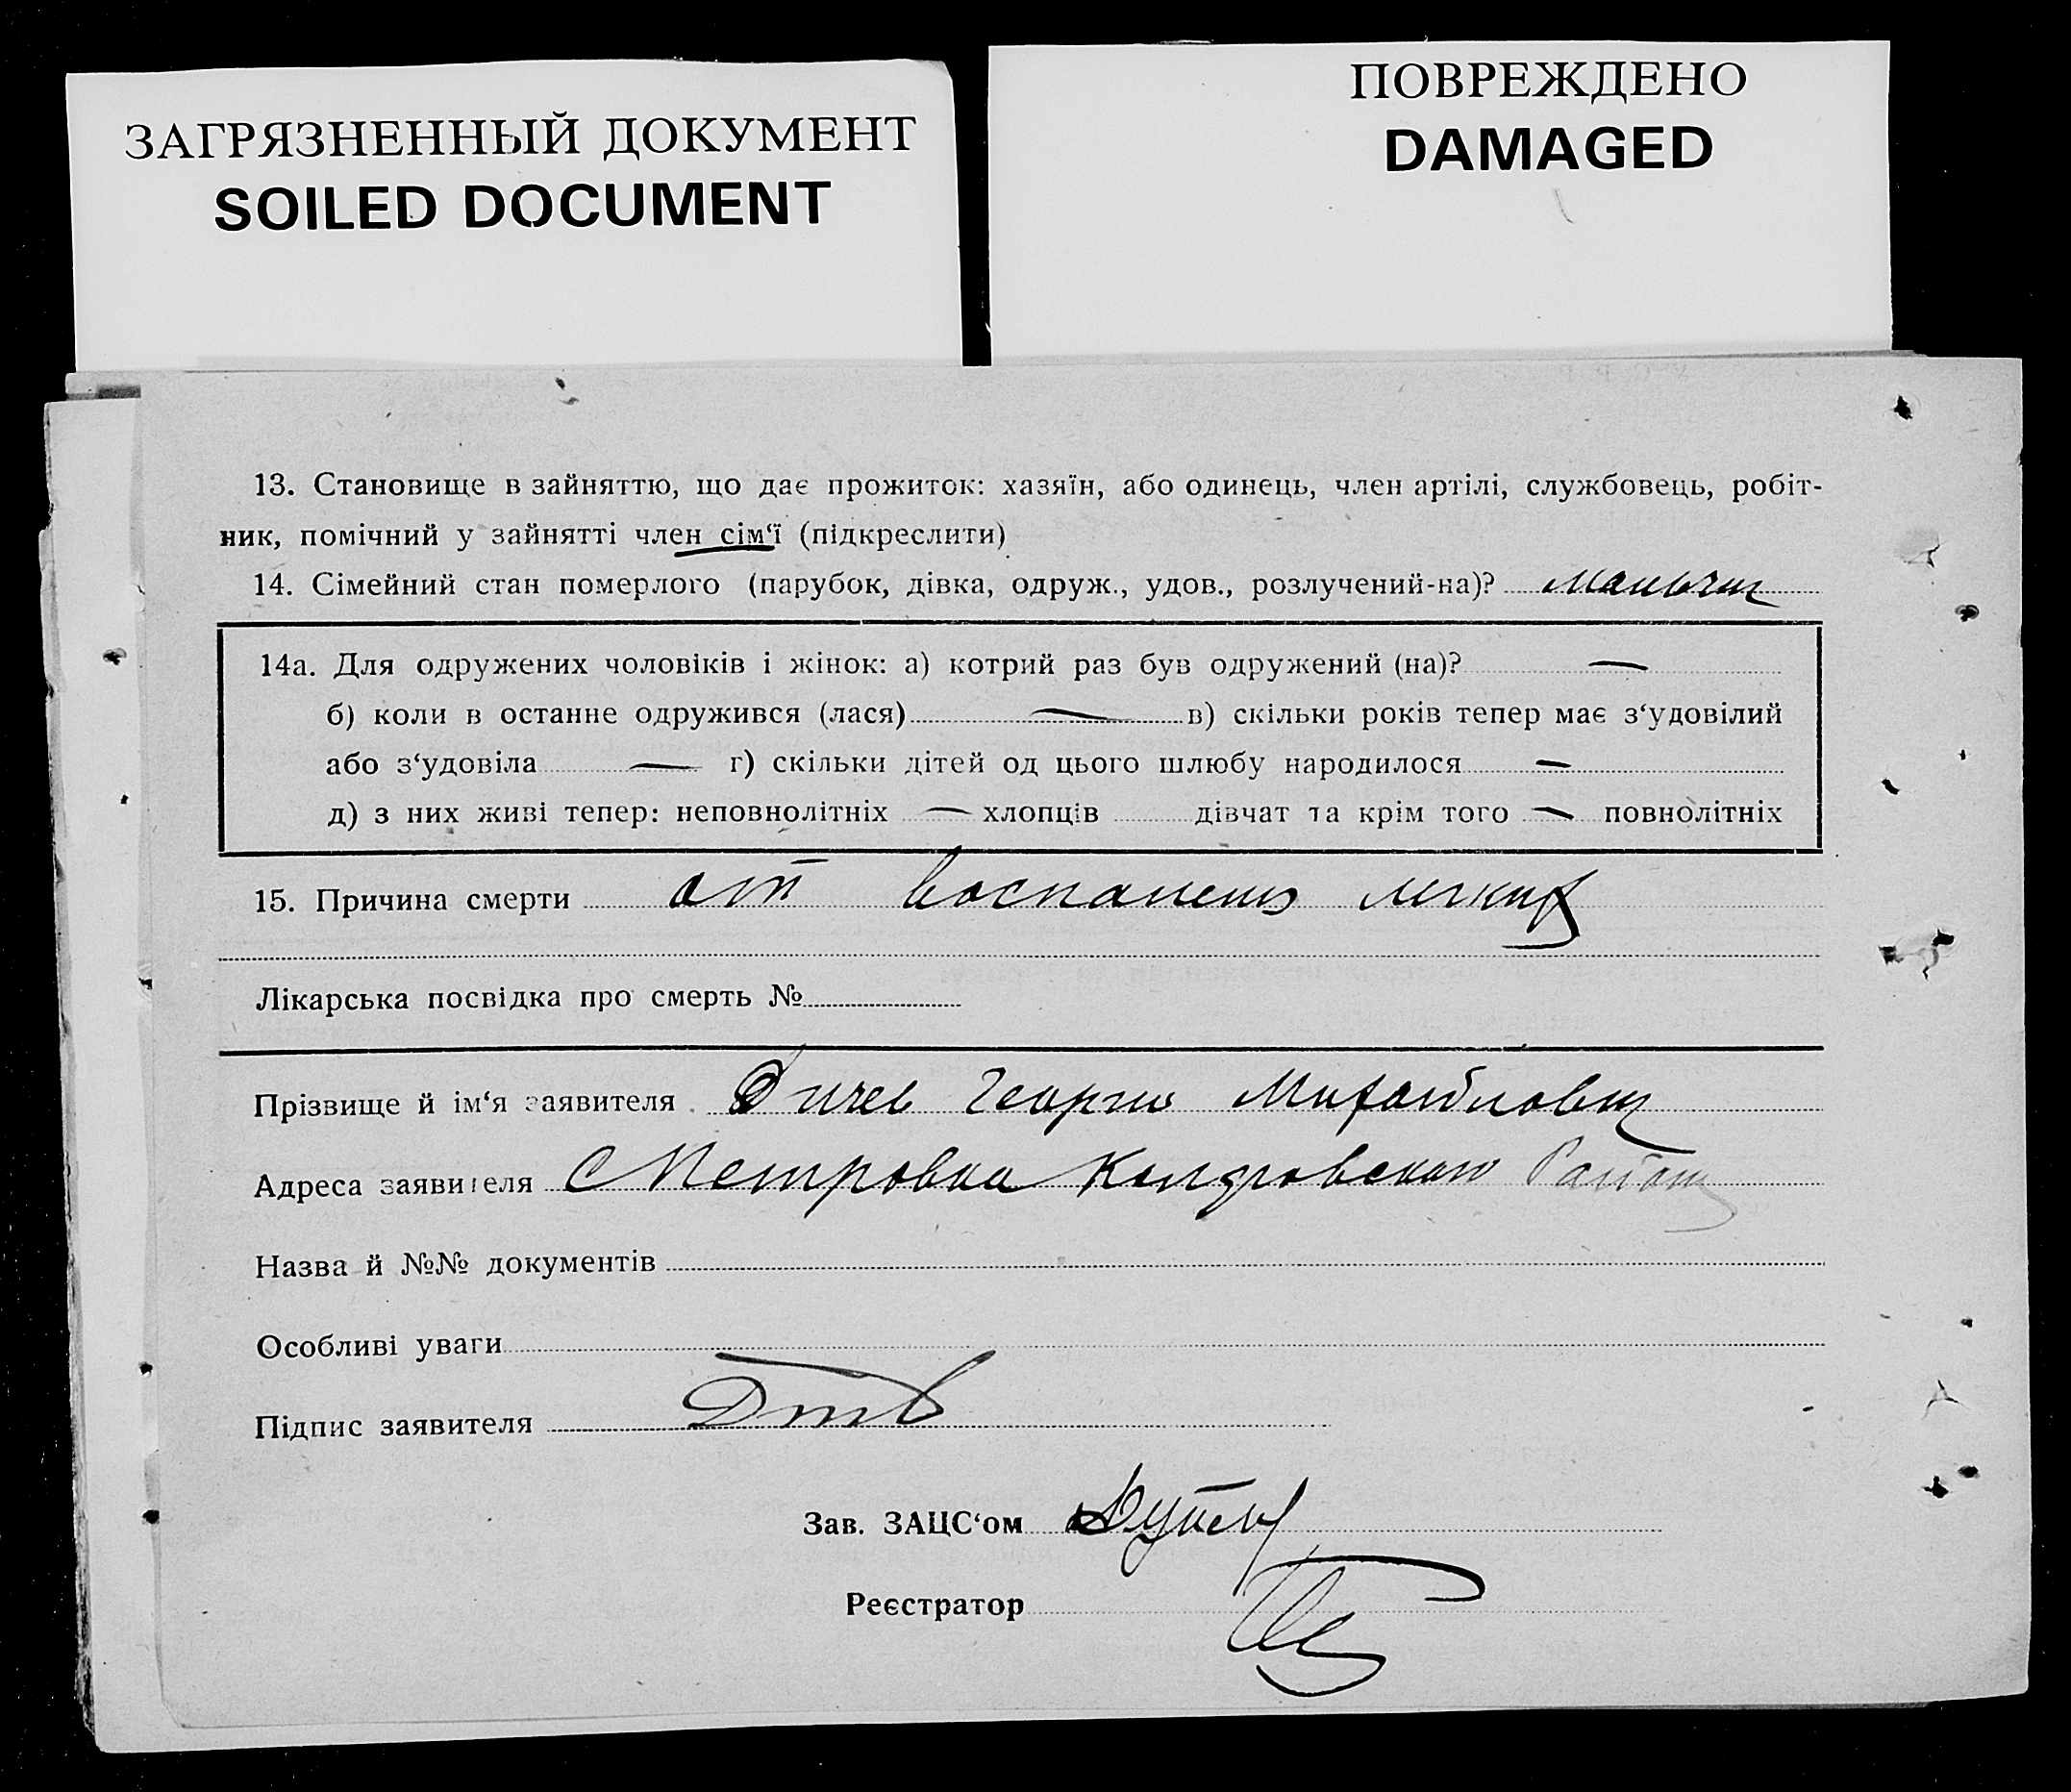 ЗАГРЯЗНЕННЫЙ ДОКУМЕНТ
SOILED DOCUMENT
ПОВРЕЖДЕНО
DAMAGED
13. Становище в зайняттю, що дає прожиток: хазяїн, або одинець, член артілі, службовець, робіт-
ник, помічний у зайнятті член сім‘ї (підкреслити)
14. Сімейний стан померлого (парубок, дівка, одруж., удов., розлучений-на)? мальчик
14а. Для одружених чоловіків і жінок: а) котрий раз був одружений (на)? —
б) коли в останне одружився (лася) — в) скільки років тепер має з‘удовілий
або з‘удовіла — г) скільки дітей од цього шлюбу народилося —
д) з них живі тепер: неповнолітніх — хлопців дівчат та крім того — повнолітніх
15. Причина смерти от воспаления легких
Лікарська посвідка про смерть №
Прізвище й ім‘я заявителя Дичев Георгий Михайлович
Адреса заявителя С Петровка Район
Назва й №№ документів
Особливі уваги
Підпис заявителя
Зав. ЗАЦС‘ом
Реєстратор